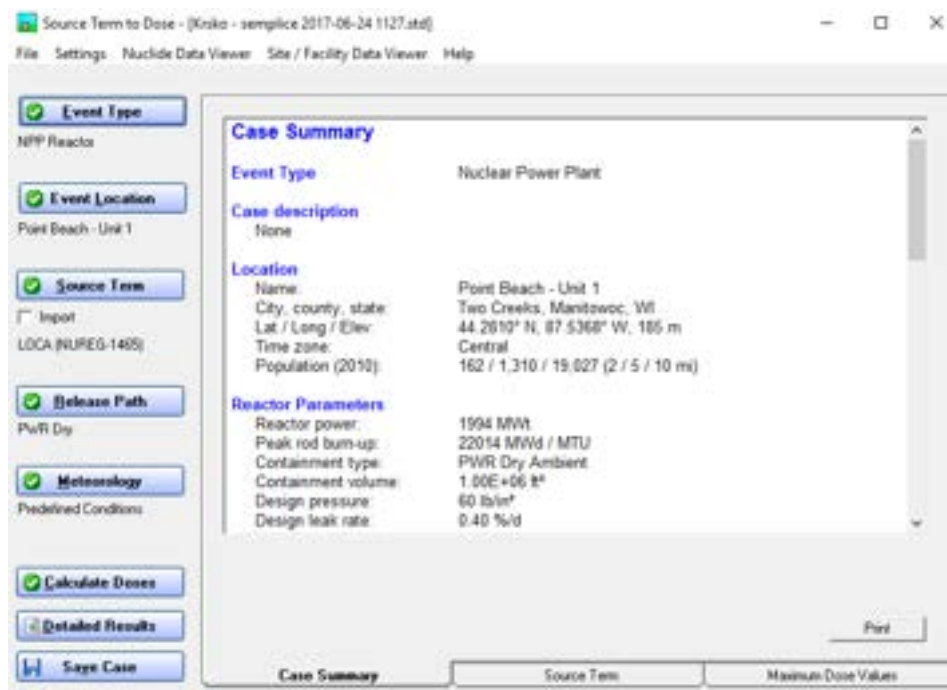 Source Term to Dose - [Krsko - semplice 2017-06-24 1127.std]
File Settings Nuclide Data Viewer Site / Facility Data Viewer Help
Event Type
NPP Reactor
Event Location
Point Beach - Unit 1
Source Term
Import
LOCA (NUREG-1465)
Release Path
PWR Dry
Meteorology
Predefined Conditions
Calculate Doses
Detailed Results
Save Case
Case Summary
Event Type Nuclear Power Plant
Case description
None
Location
Name: Point Beach - Unit 1
City, county, state: Two Creeks, Manitowoc, WI
Lat / Long / Elev: 44.2810° N, 87.5368° W, 185 m
Time zone: Central
Population (2010): 162 / 1,310 / 19,027 (2 / 5 / 10 mi)
Reactor Parameters
Reactor power: 1994 MWt
Peak rod burn-up: 22014 MWd / MTU
Containment type: PWR Dry Ambient
Containment volume: 1.00E+06 ft³
Design pressure: 60 lb/in²
Design leak rate: 0.40 %/d
Print
Case Summary Source Term Maximum Dose Values